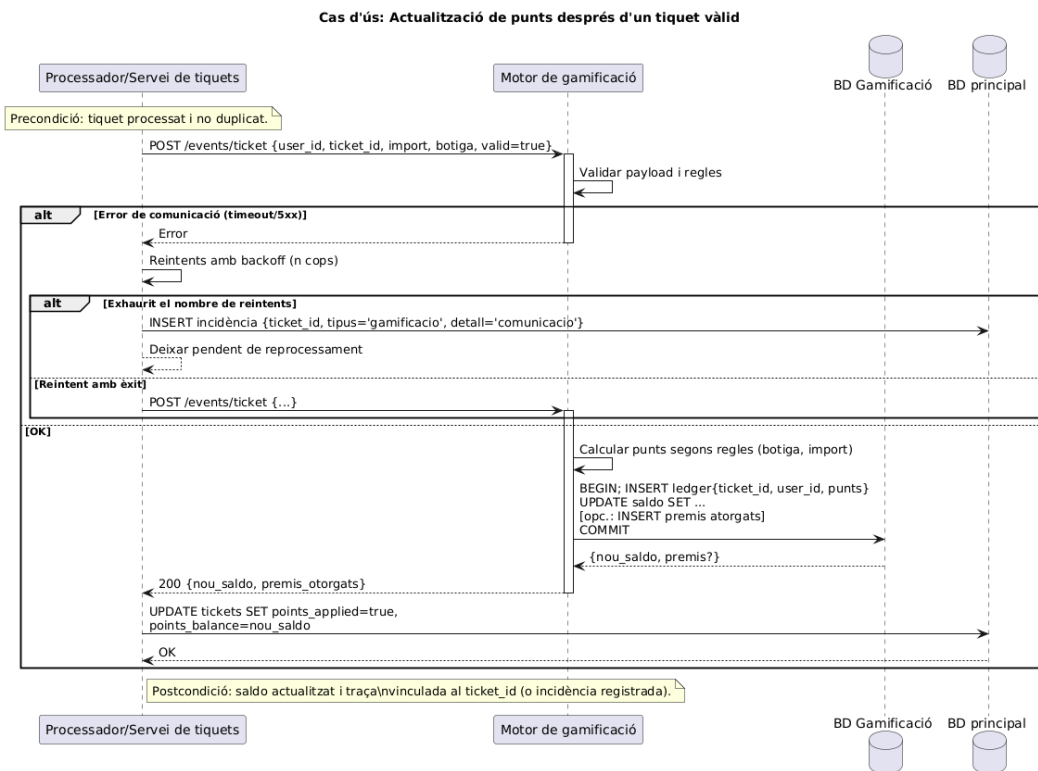 Cas d'ús: Actualització de punts després d'un tiquet vàlid
Processador/Servei de tiquets
Motor de gamificació
BD Gamificació
BD principal
Precondició: tiquet processat i no duplicat.
POST /events/ticket {user_id, ticket_id, import, botiga, valid=true}
Validar payload i regles
alt
[Error de comunicació (timeout/5xx)]
Error
Reintents amb backoff (n cops)
alt
[Exhaurit el nombre de reintents]
INSERT incidència {ticket_id, tipus='gamificacio', detall='comunicacio'}
Deixar pendent de reprocessament
[Reintent amb èxit]
POST /events/ticket {...}
[OK]
Calcular punts segons regles (botiga, import)
BEGIN; INSERT ledger{ticket_id, user_id, punts}
UPDATE saldo SET ...
[opc.: INSERT premis atorgats]
COMMIT
{nou_saldo, premis?}
200 {nou_saldo, premis_otorgats}
UPDATE tickets SET points_applied=true,
points_balance=nou_saldo
OK
Postcondició: saldo actualitzat i traça\nvinculada al ticket_id (o incidència registrada).
Processador/Servei de tiquets
Motor de gamificació
BD Gamificació
BD principal